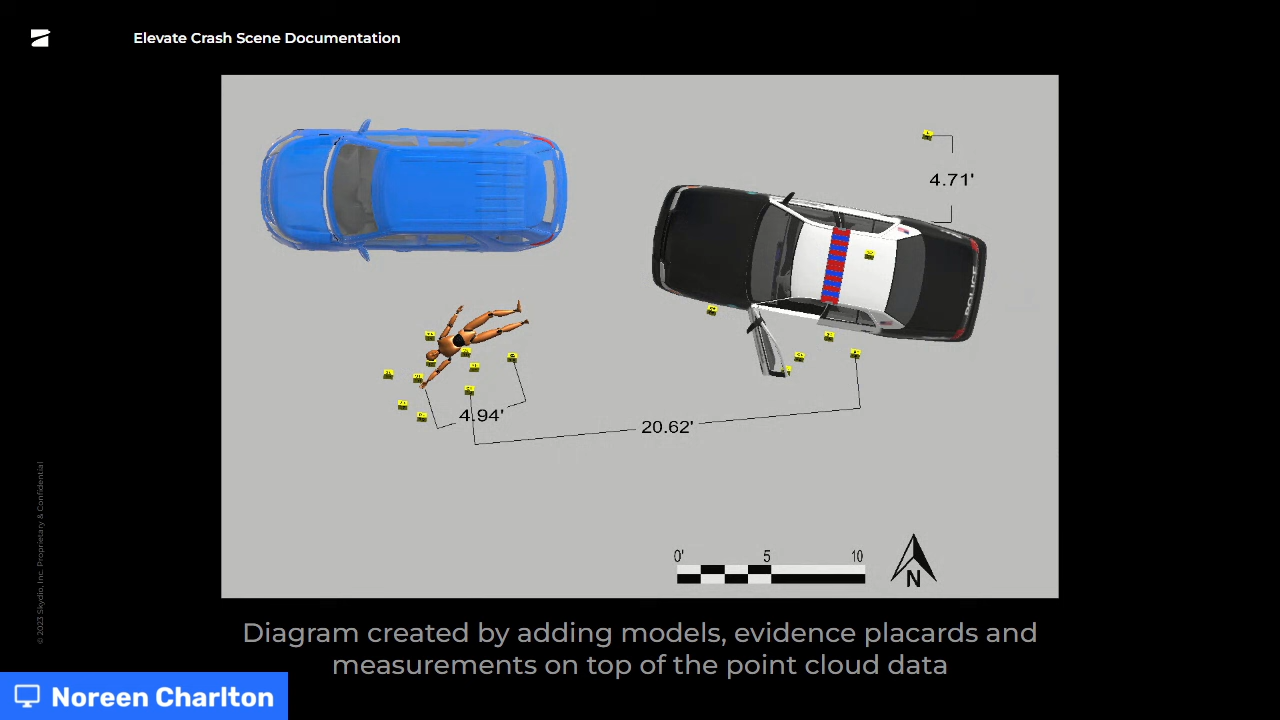 Elevate Crash Scene Documentation
4.71'
POLICE
4.94'
20.62'
0' 5 10
N
Diagram created by adding models, evidence placards and
measurements on top of the point cloud data
© 2023 Skydio, Inc. Proprietary & Confidential
Noreen Charlton